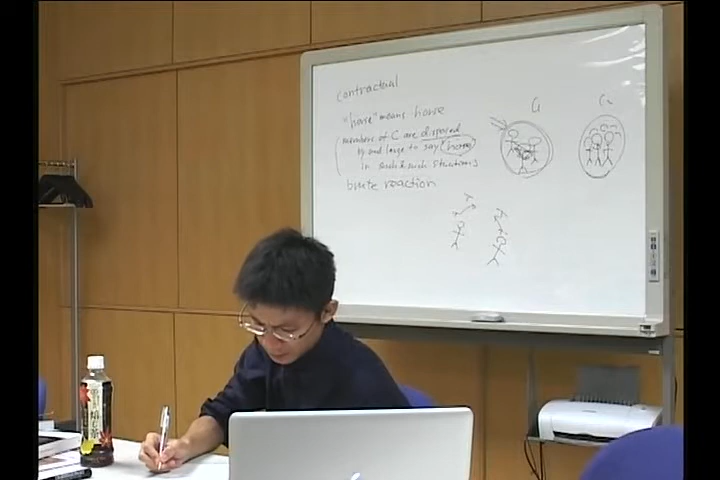 contractual
"horse" means horse
members of C are disposed
by and large to say "horse"
in such & such situations
brute reaction
C₁
C₂